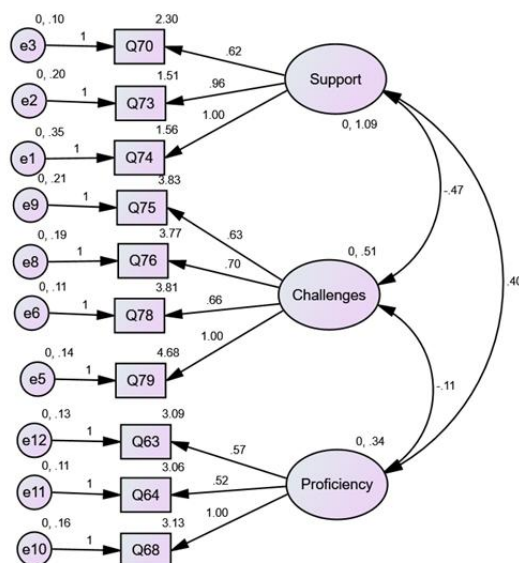 0, .10
2.30
e3
1
Q70
.62
0, .20
1.51
e2
1
Q73
.96
Support
0, .35
1.56
e1
1
Q74
1.00
0, 1.09
0, .21
3.83
e9
1
Q75
-.47
0, .19
3.77
.63
0, .51
e8
1
Q76
.70
0, .11
3.81
.66
Challenges
.40
e6
1
Q78
1.00
0, .14
4.68
e5
1
Q79
-.11
0, .13
3.09
e12
1
Q63
.57
0, .34
0, .11
3.06
e11
1
Q64
.52
Proficiency
0, .16
3.13
1.00
e10
1
Q68